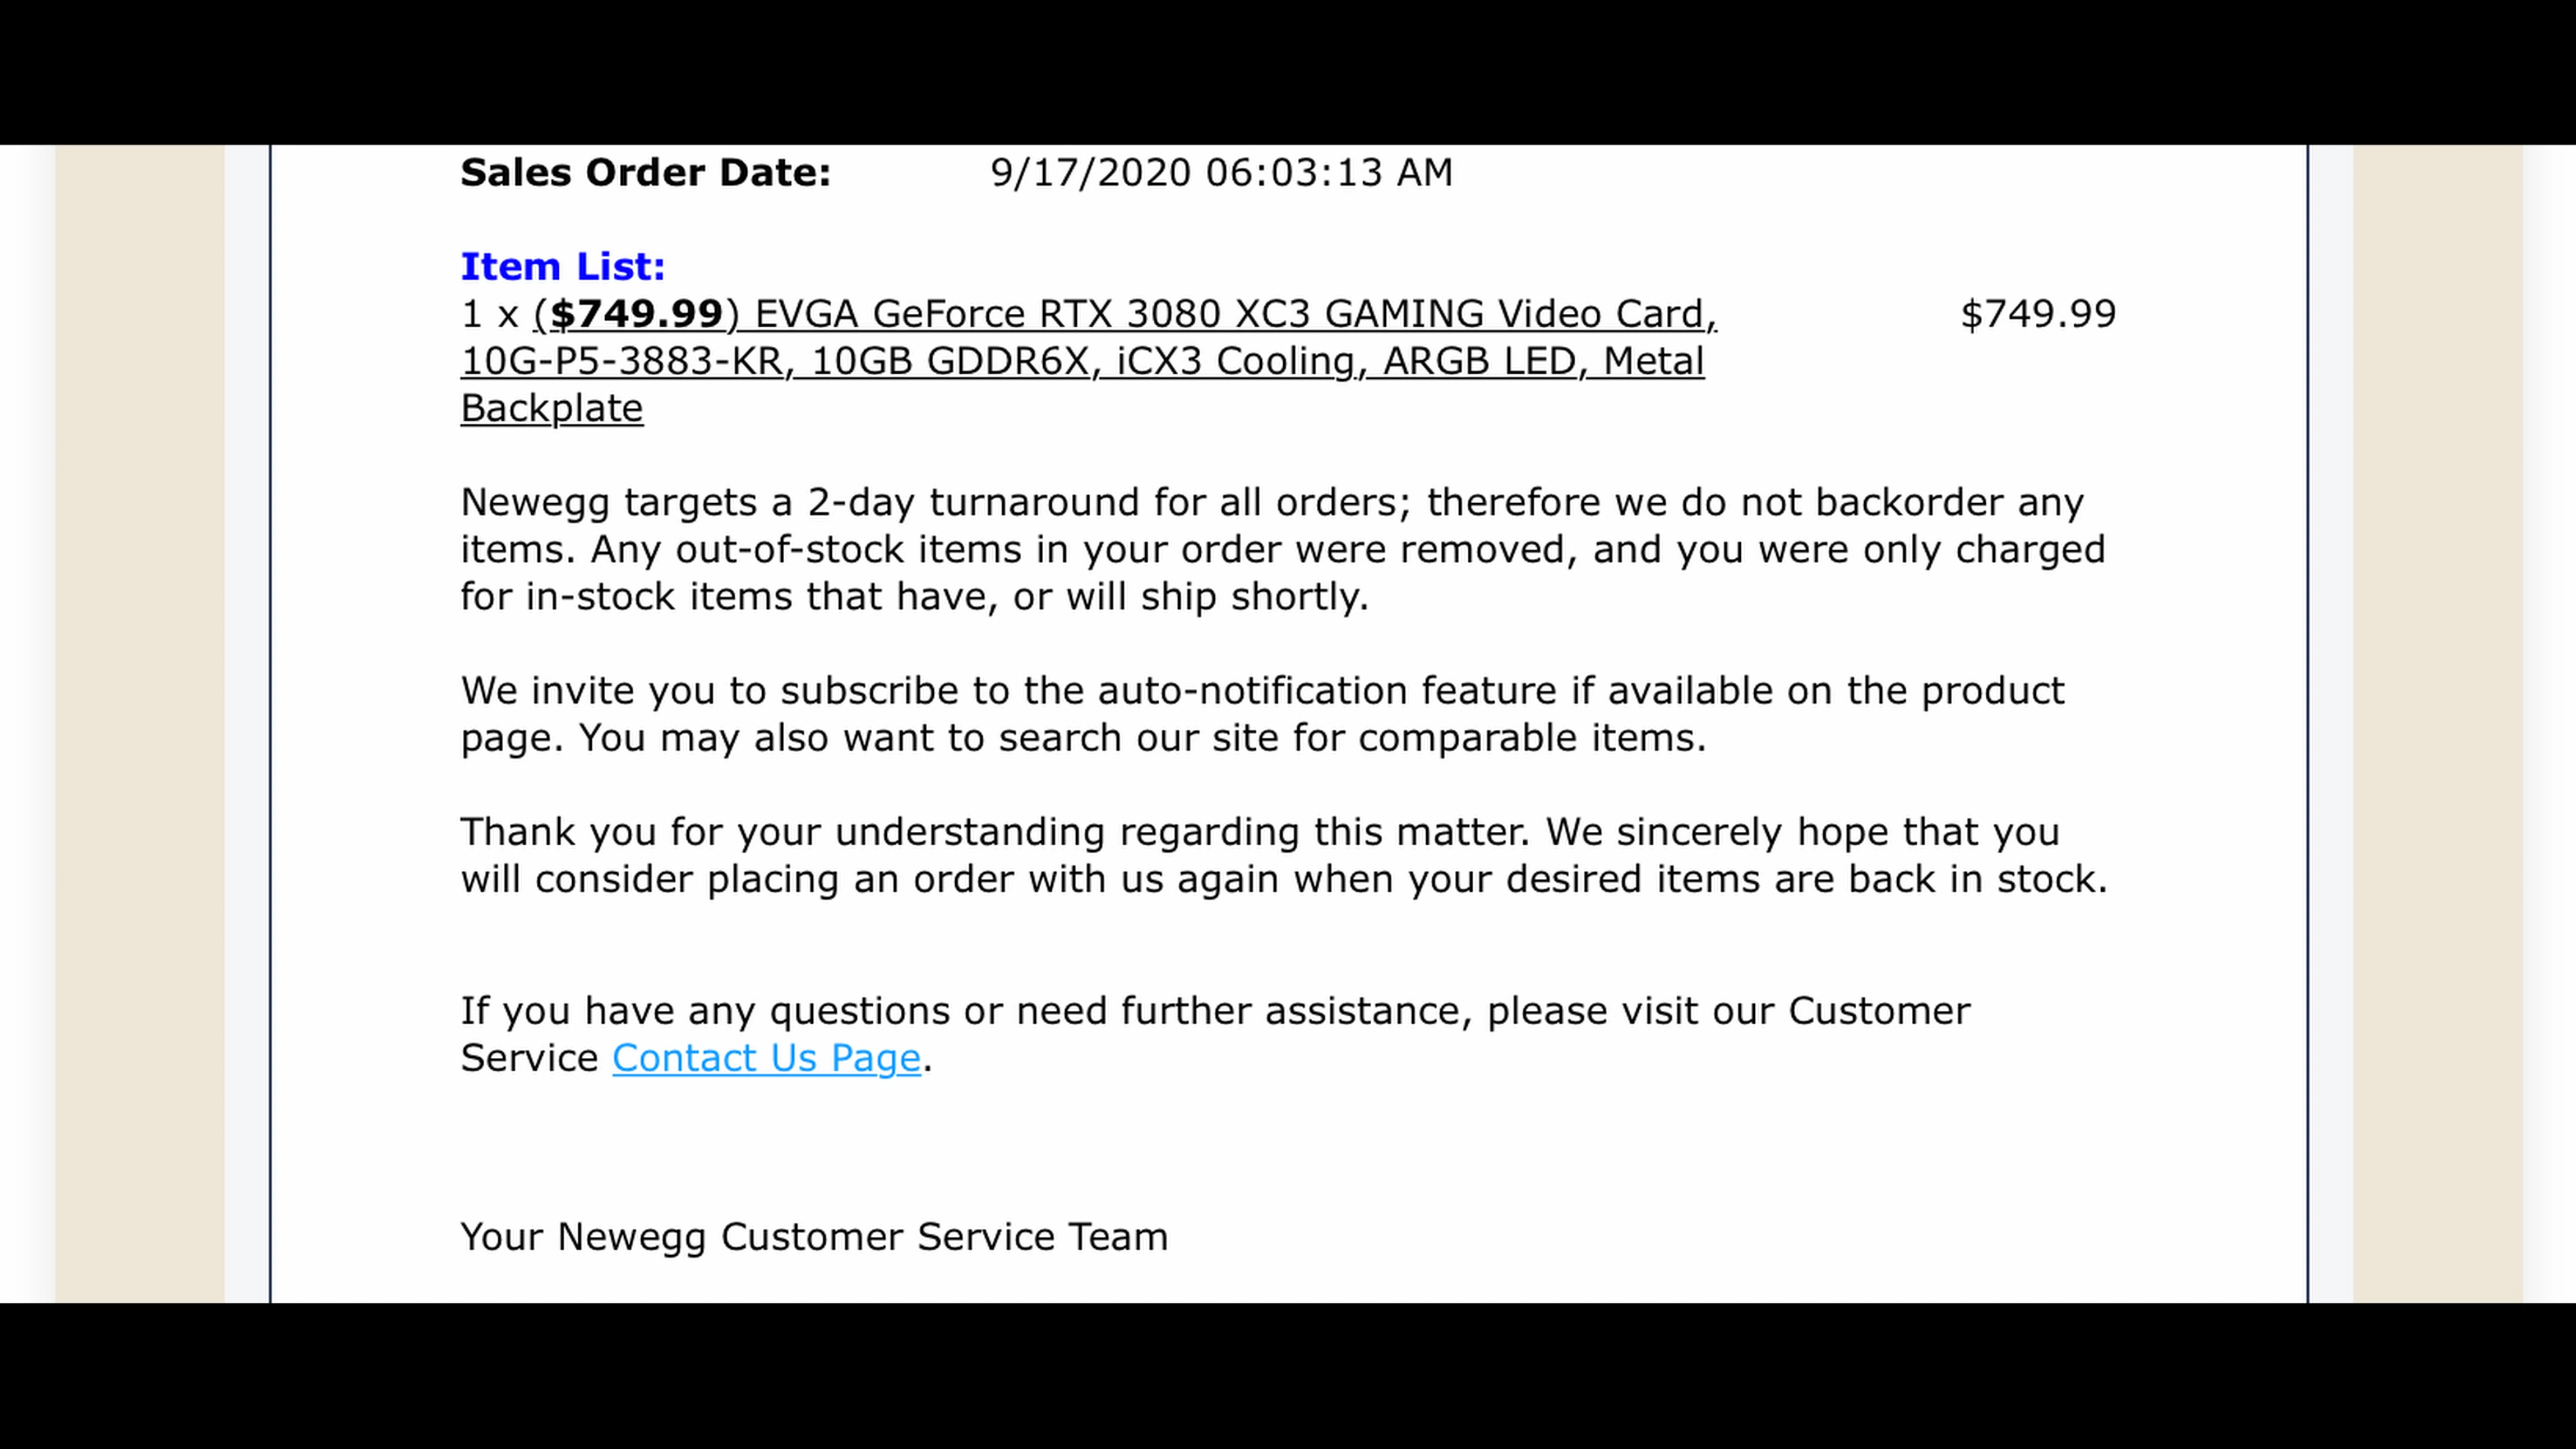 Sales Order Date: 9/17/2020 06:03:13 AM
Item List:
1 x ($749.99) EVGA GeForce RTX 3080 XC3 GAMING Video Card, $749.99
10G-P5-3883-KR, 10GB GDDR6X, iCX3 Cooling, ARGB LED, Metal
Backplate
Newegg targets a 2-day turnaround for all orders; therefore we do not backorder any
items. Any out-of-stock items in your order were removed, and you were only charged
for in-stock items that have, or will ship shortly.
We invite you to subscribe to the auto-notification feature if available on the product
page. You may also want to search our site for comparable items.
Thank you for your understanding regarding this matter. We sincerely hope that you
will consider placing an order with us again when your desired items are back in stock.
If you have any questions or need further assistance, please visit our Customer
Service Contact Us Page.
Your Newegg Customer Service Team